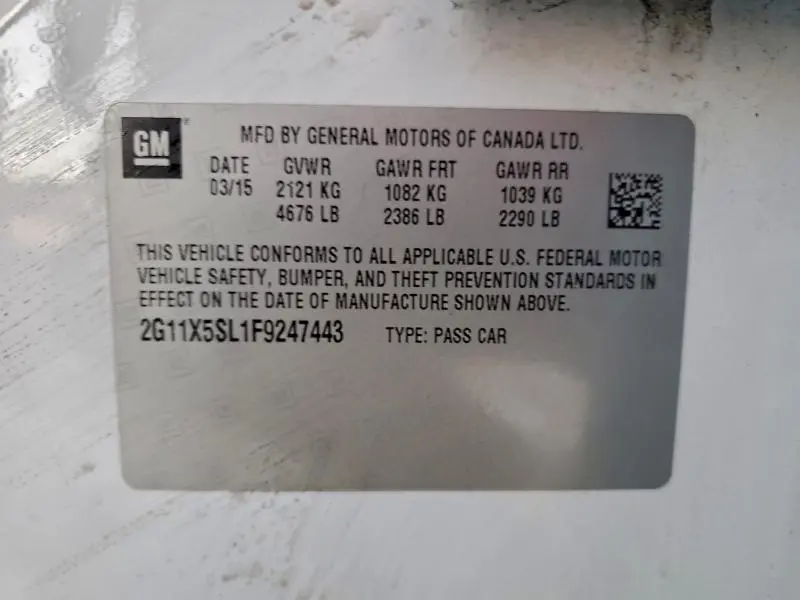 GM ® MFD BY GENERAL MOTORS OF CANADA LTD.
DATE GVWR GAWR FRT GAWR RR
03/15 2121 KG 1082 KG 1039 KG
4676 LB 2386 LB 2290 LB
THIS VEHICLE CONFORMS TO ALL APPLICABLE U.S. FEDERAL MOTOR
VEHICLE SAFETY, BUMPER, AND THEFT PREVENTION STANDARDS IN
EFFECT ON THE DATE OF MANUFACTURE SHOWN ABOVE.
2G11X5SL1F9247443 TYPE: PASS CAR